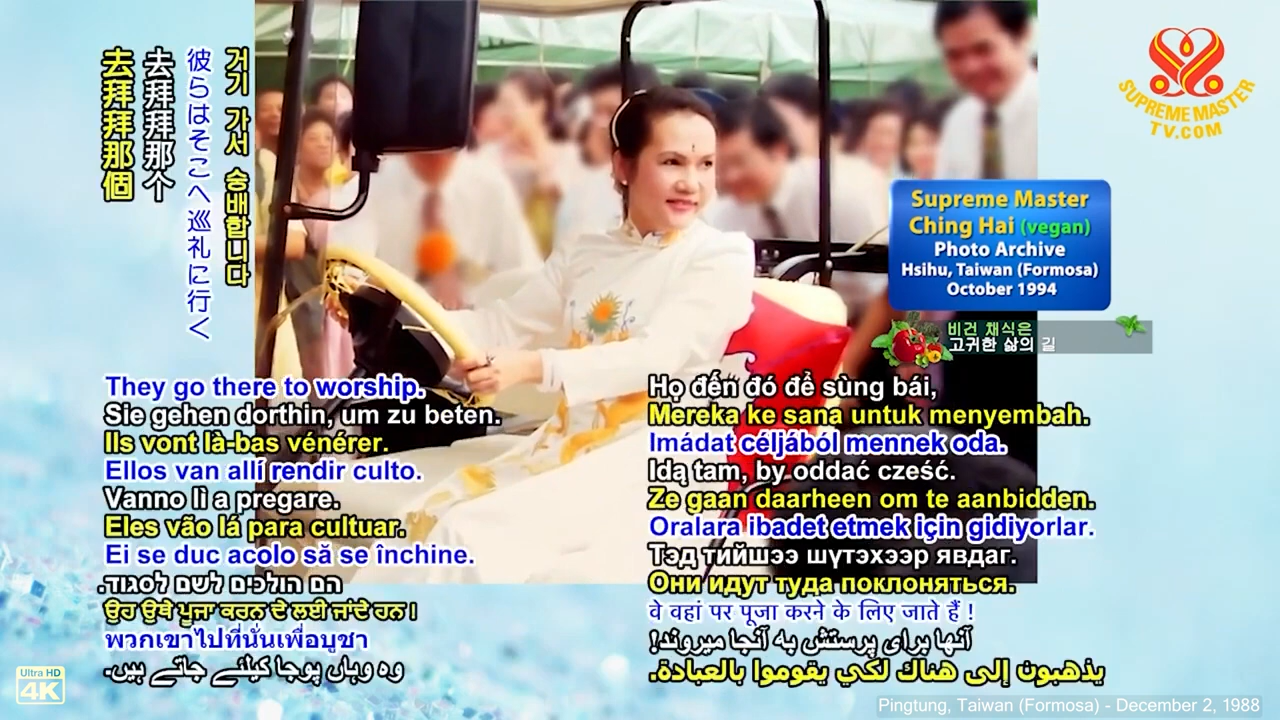 去拜拜那個
去拜拜那个
彼らはそこへ巡礼に行く
거기 가서 숭배합니다
SUPREME MASTER
TV.COM
Supreme Master
Ching Hai (vegan)
Photo Archive
Hsihu, Taiwan (Formosa)
October 1994
비건 채식은
고귀한 삶의 길
They go there to worship.
Sie gehen dorthin, um zu beten.
Ils vont là-bas vénérer.
Ellos van allí rendir culto.
Vanno lì a pregare.
Eles vão lá para cultuar.
Ei se duc acolo să se închine.
הם הולכים לשם לסגוד.
ਉਹ ਉਥੇ ਪੂਜਾ ਕਰਨ ਦੇ ਲਈ ਜਾਂਦੇ ਹਨ।
พวกเขาไปที่นั่นเพื่อบูชา
وہ وہاں پوجا کیلئے جاتے ہیں۔
Họ đến đó để sùng bái,
Mereka ke sana untuk menyembah.
Imádat céljából mennek oda.
Idą tam, by oddać cześć.
Ze gaan daarheen om te aanbidden.
Oralara ibadet etmek için gidiyorlar.
Тэд тийшээ шүтэхээр явдаг.
Они идут туда поклоняться.
वे वहां पर पूजा करने के लिए जाते हैं !
آنها برای پرستش به آنجا میروند!
يذهبون إلى هناك لكي يقوموا بالعبادة.
Ultra HD
4K
Pingtung, Taiwan (Formosa) - December 2, 1988